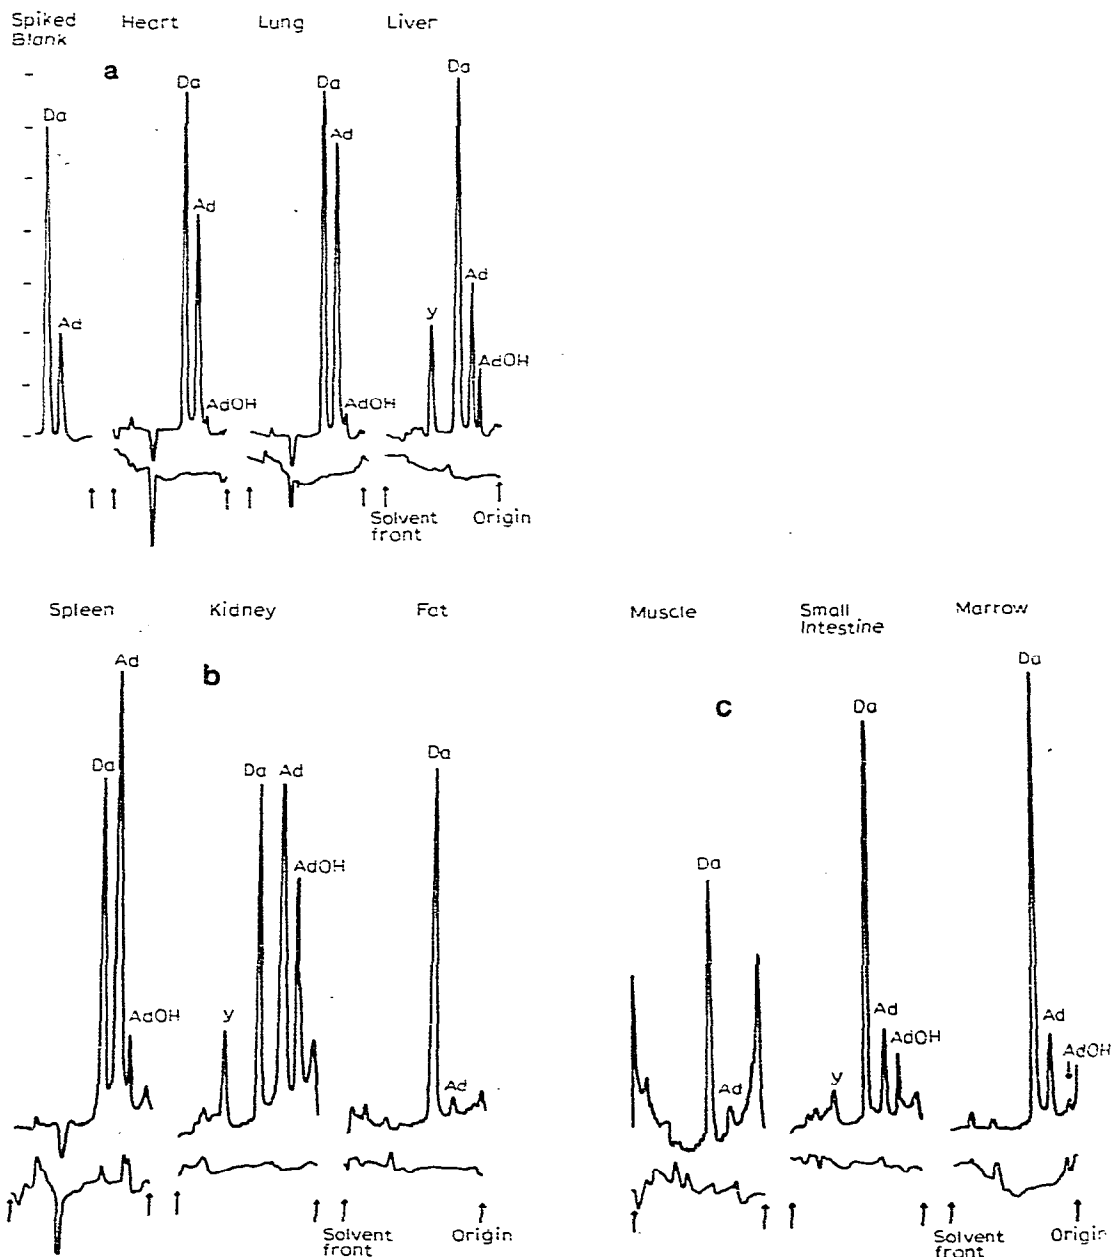 Spiked
Blank
Heart
Lung
Liver
a
Da
Ad
Da
Ad
AdOH
Da
Ad
AdOH
y
Da
Ad
AdOH
Solvent
front
Origin
Spleen
Kidney
Fat
b
Da
Ad
AdOH
y
Da
Ad
AdOH
Da
Ad
Solvent
front
Origin
Muscle
Small
Intestine
Marrow
c
Da
Ad
y
Da
Ad
AdOH
Da
Ad
AdOH
Solvent
front
Origin